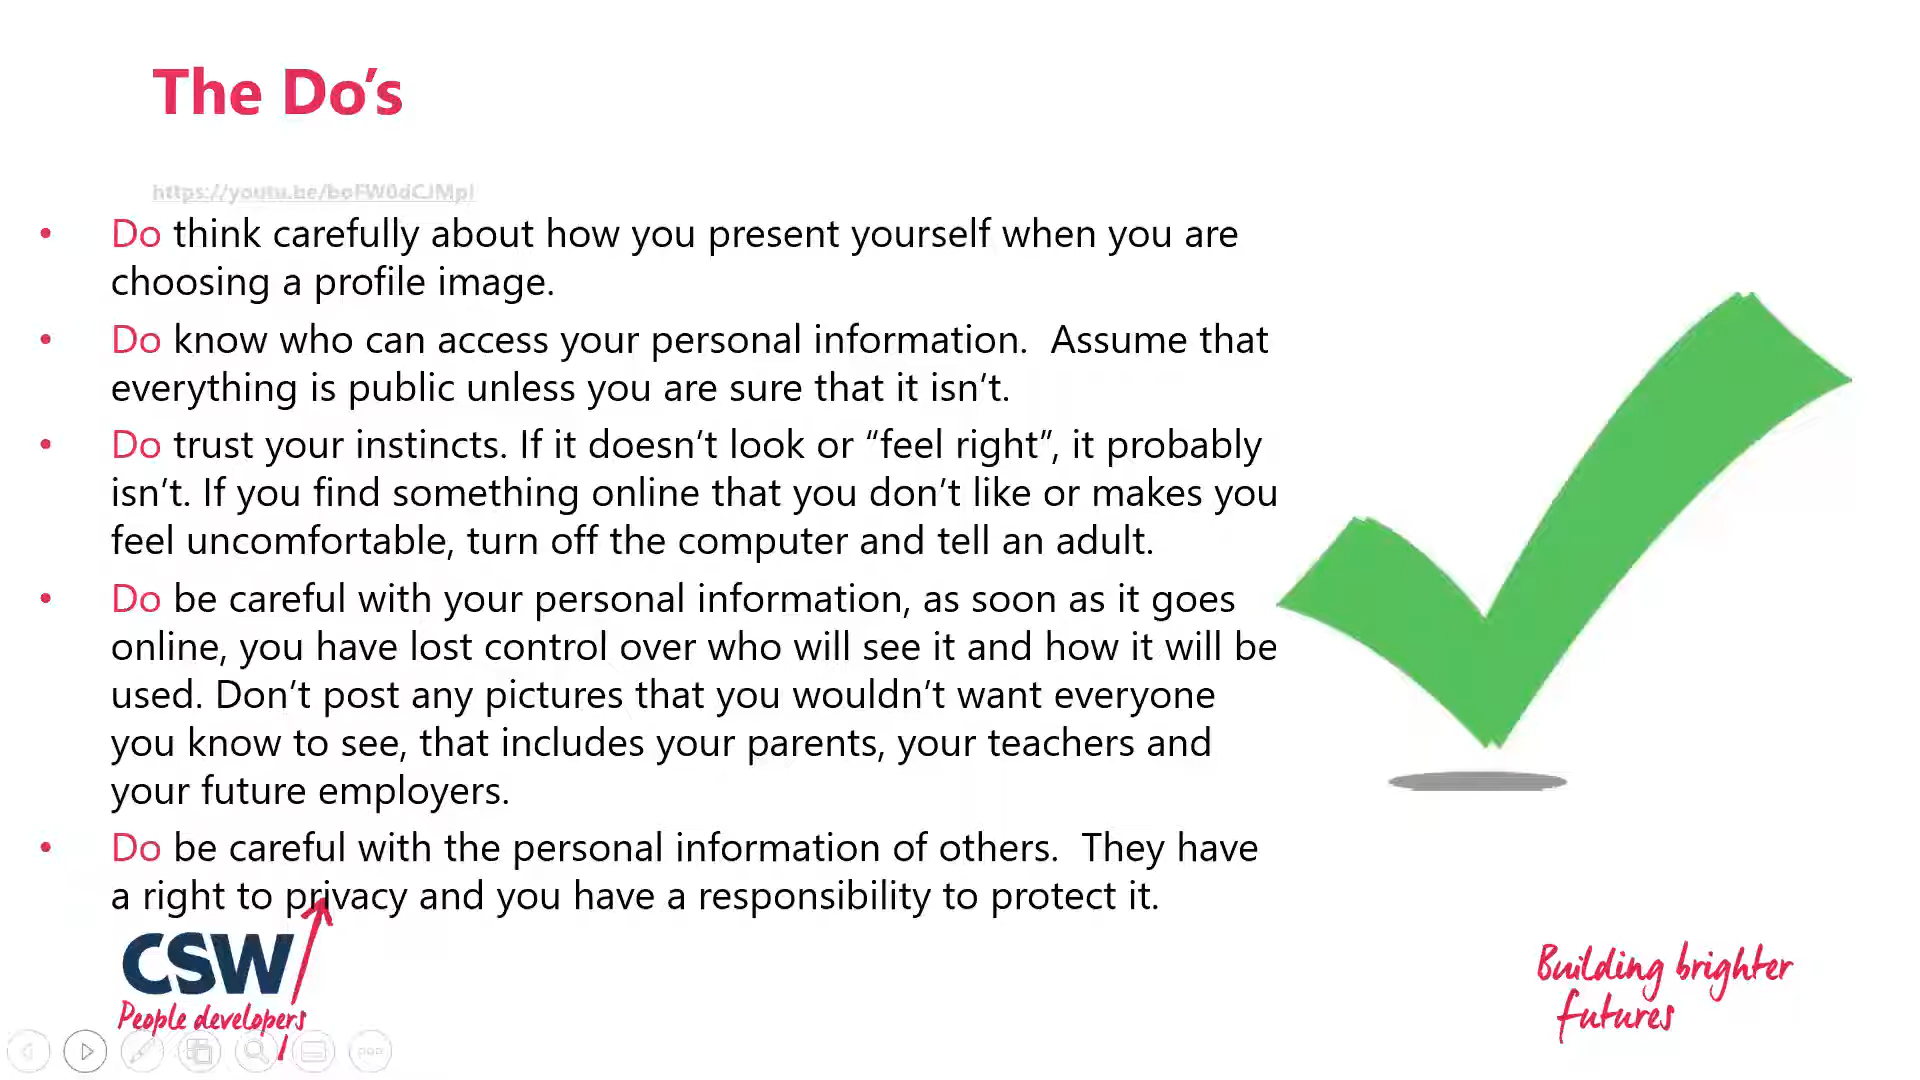 The Do’s
• Do think carefully about how you present yourself when you are
choosing a profile image.
• Do know who can access your personal information.  Assume that
everything is public unless you are sure that it isn’t.
• Do trust your instincts. If it doesn’t look or “feel right”, it probably
isn’t. If you find something online that you don’t like or makes you
feel uncomfortable, turn off the computer and tell an adult.
• Do be careful with your personal information, as soon as it goes
online, you have lost control over who will see it and how it will be
used. Don’t post any pictures that you wouldn’t want everyone
you know to see, that includes your parents, your teachers and
your future employers.
• Do be careful with the personal information of others.  They have
a right to privacy and you have a responsibility to protect it.
CSW
People developers
Building brighter
futures